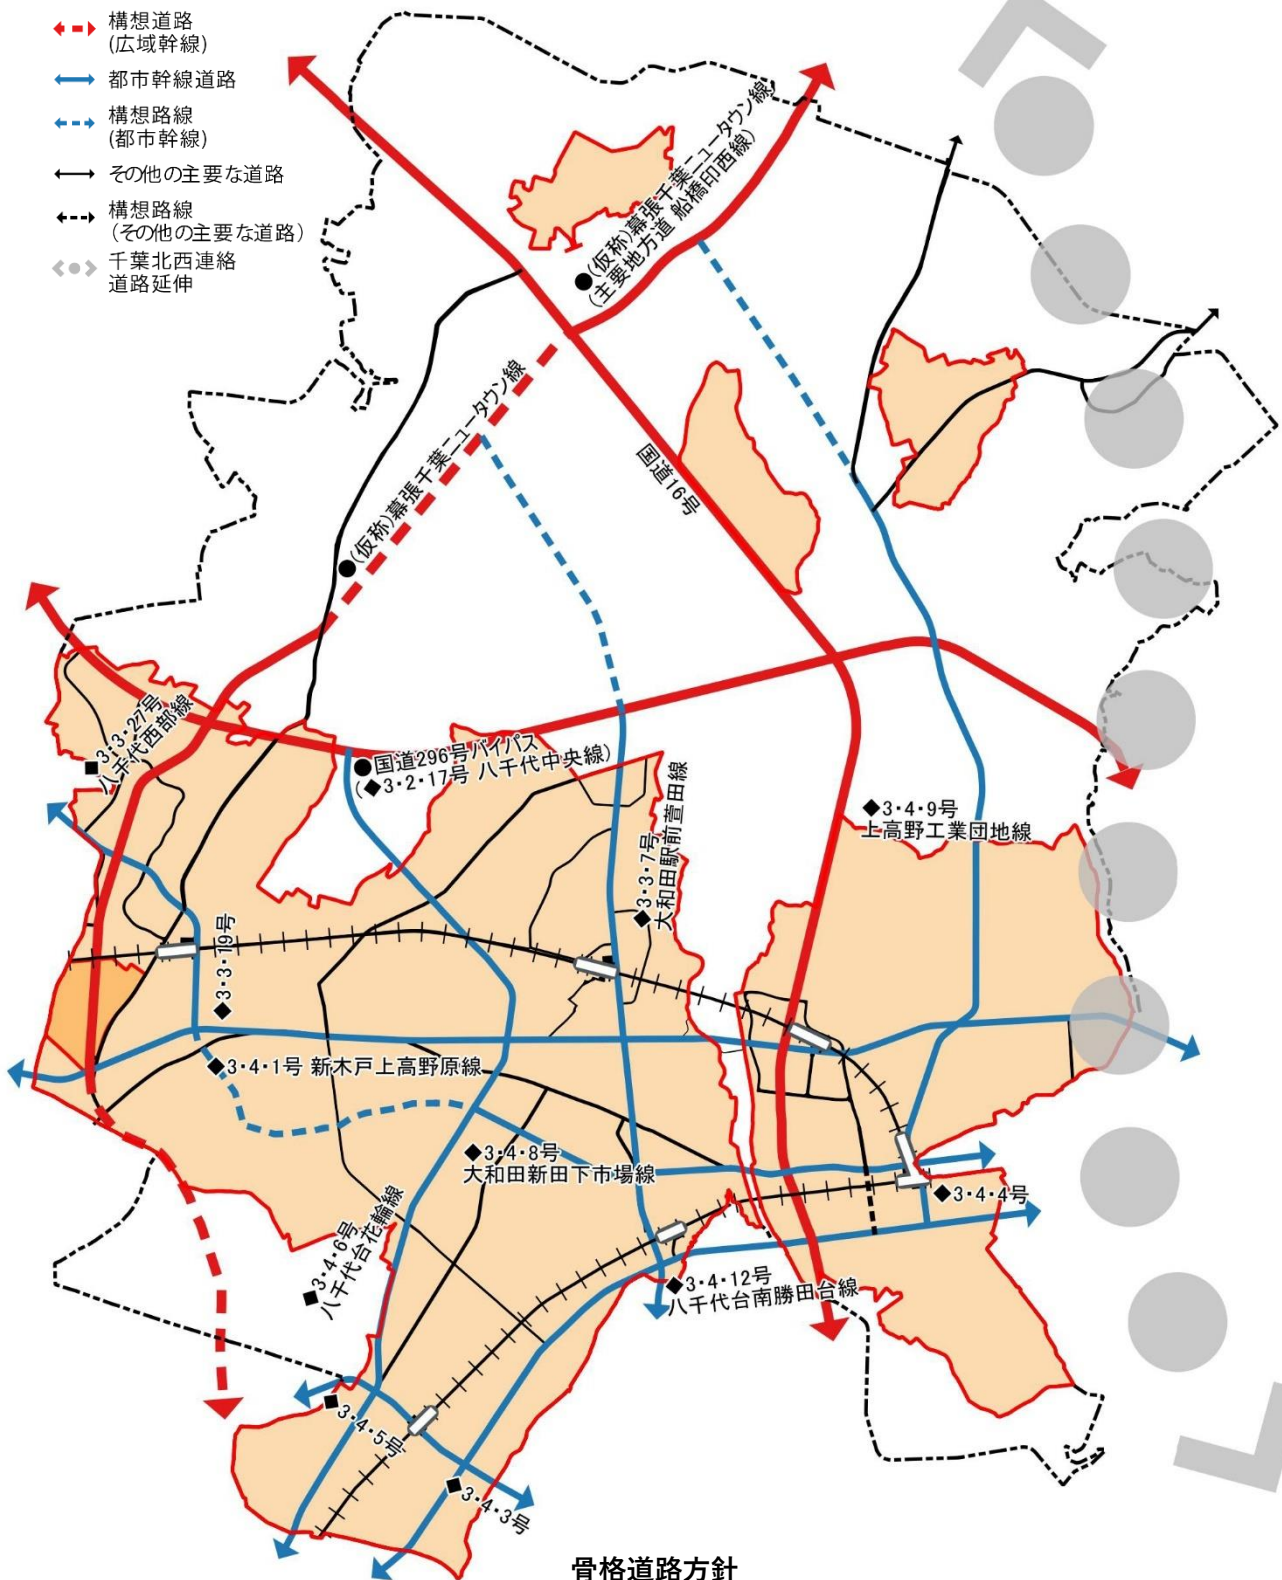 構想道路
(広域幹線)
都市幹線道路
構想路線
(都市幹線)
その他の主要な道路
構想路線
(その他の主要な道路)
千葉北西連絡
道路延伸
●(仮称)幕張千葉ニュータウン線
(主要地方道 船橋印西線)
●(仮称)幕張千葉ニュータウン線
国道16号
■3・3・27号
八千代西部線
●国道296号バイパス
(◆3・2・17号 八千代中央線)
◆3・3・7号
大和田駅前萱田線
◆3・4・9号
上高野工業団地線
◆3・3・19号
◆3・4・1号 新木戸上高野原線
◆3・4・8号
大和田新田下市場線
◆3・4・4号
■3・4・6号
八千代台花輪線
◆3・4・12号
八千代台南勝田台線
■3・4・5号
■3・4・3号
骨格道路方針